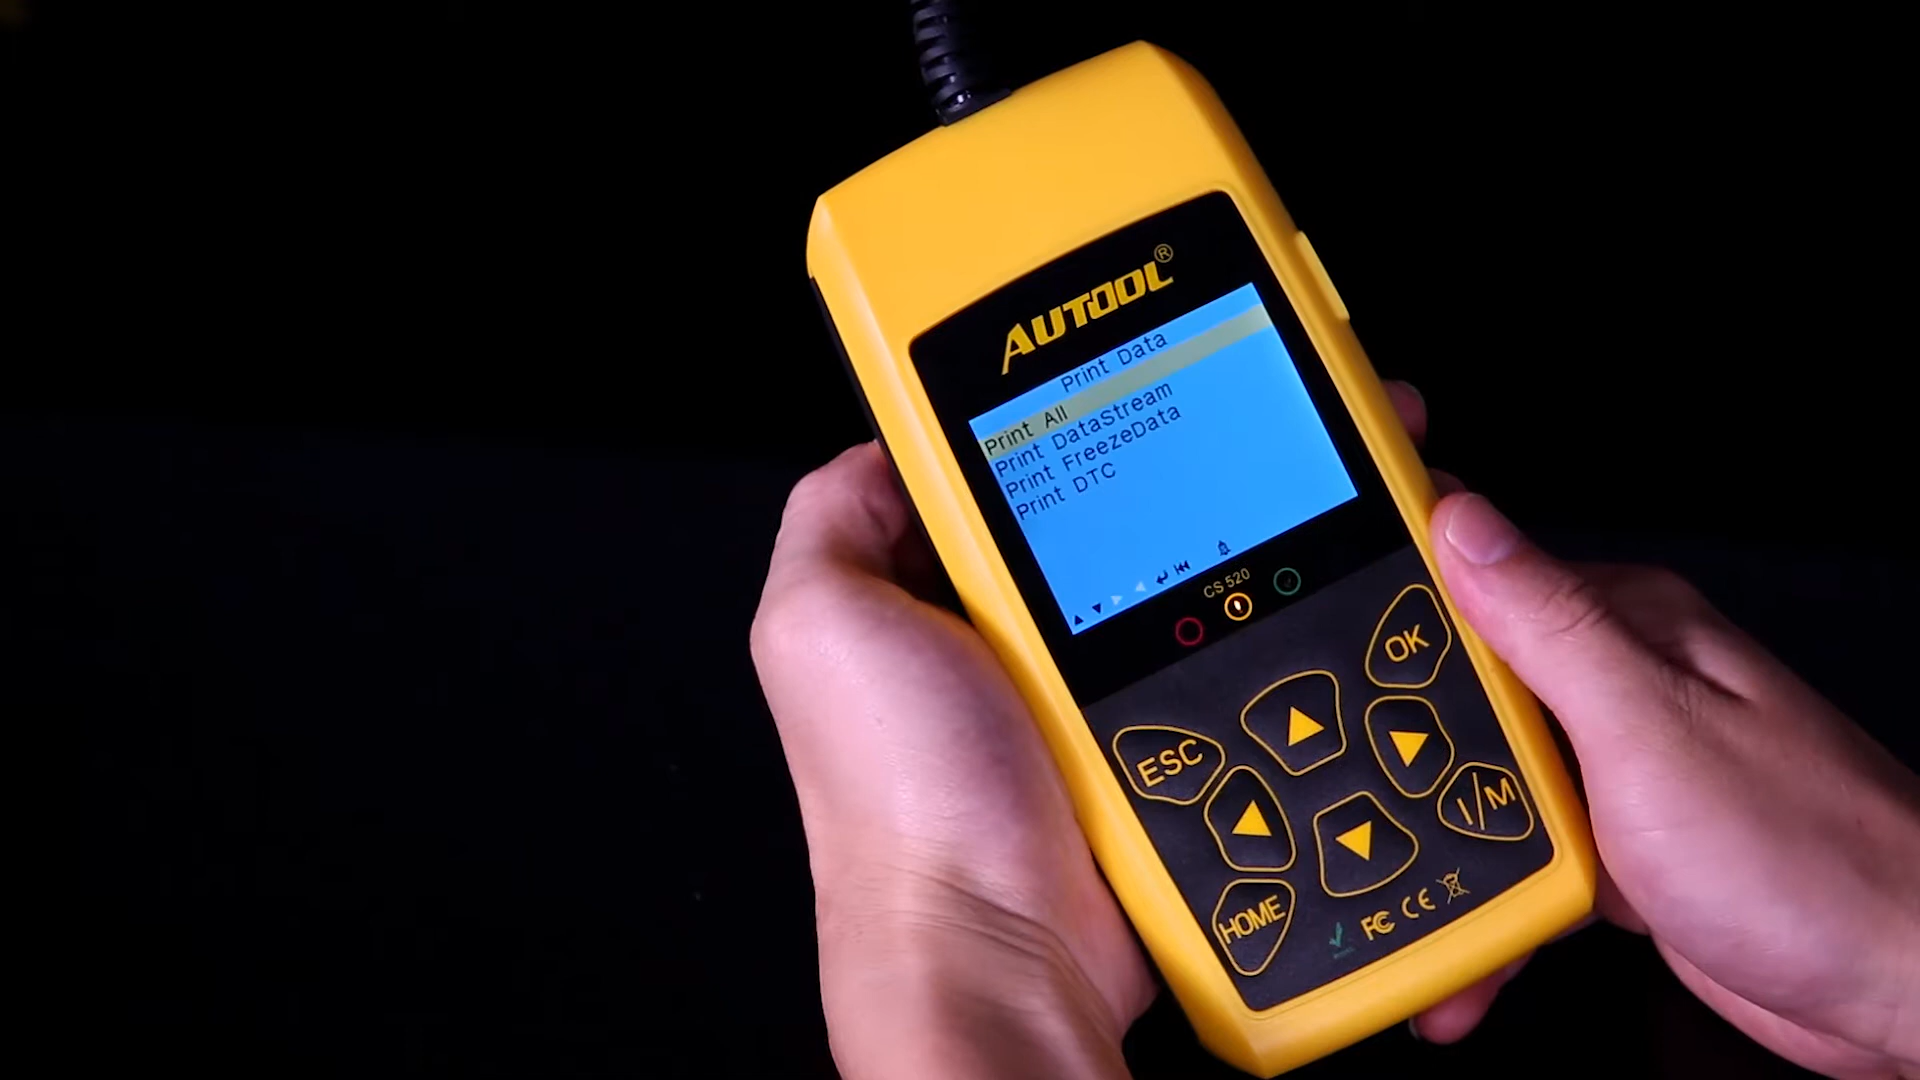 AUTOOL®
Print Data
Print All
Print DataStream
Print FreezeData
Print DTC
CS 520
OK
ESC
I/M
HOME
FC CE